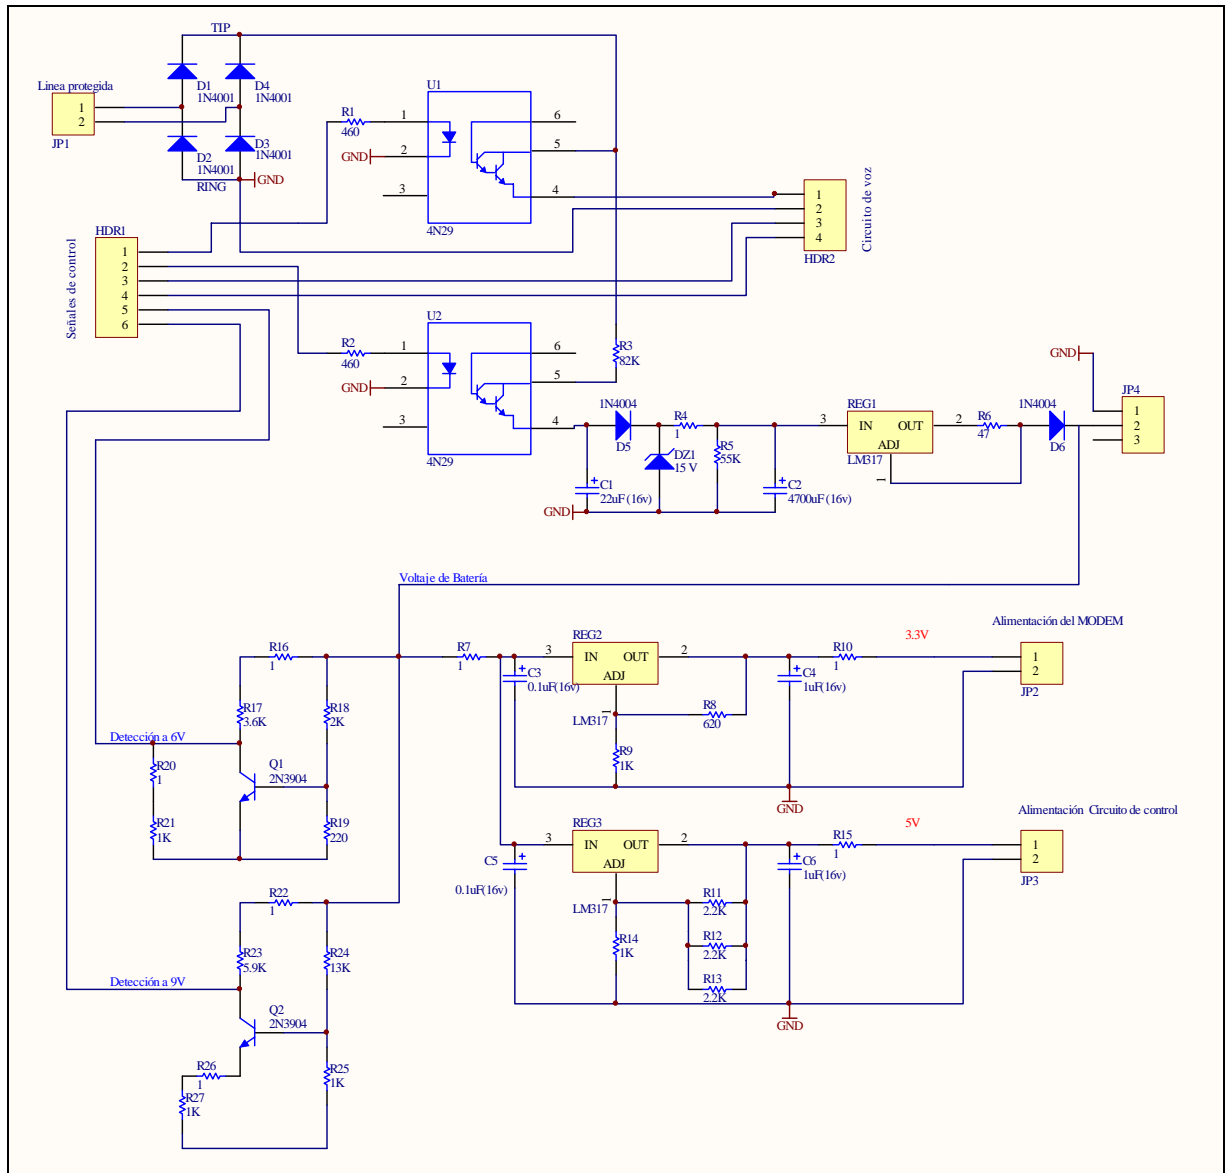 TIP
Linea protegida
1
2
JP1
D1
1N4001
D4
1N4001
D2
1N4001
D3
1N4001
RING
GND
U1
R1
460
1
GND
2
3
6
5
4
4N29
1
2
3
4
HDR2
Circuito de voz
HDR1
Señales de control
1
2
3
4
5
6
U2
R2
460
1
GND
2
3
6
5
4
4N29
R3
82K
1N4004
D5
R4
1
DZ1
15 V
R5
55K
C1
22uF (16v)
GND
C2
4700uF (16v)
REG1
3
IN
OUT
ADJ
2
1
LM317
R6
47
1N4004
D6
GND
JP4
1
2
3
Voltaje de Batería
R16
1
R17
3.6K
R18
2K
Detección a 6V
R20
1
R21
1K
Q1
2N3904
R19
220
R7
1
C3
0.1uF(16v)
REG2
3
IN
OUT
ADJ
2
1
LM317
R8
620
R9
1K
C4
1uF(16v)
R10
1
3.3V
Alimentación del MODEM
1
2
JP2
GND
C5
0.1uF(16v)
REG3
3
IN
OUT
ADJ
2
1
LM317
R11
2.2K
R12
2.2K
R13
2.2K
R14
1K
C6
1uF(16v)
R15
1
5V
Alimentación Circuito de control
1
2
JP3
GND
R22
1
R23
5.9K
R24
13K
Detección a 9V
Q2
2N3904
R25
1K
R26
1
R27
1K